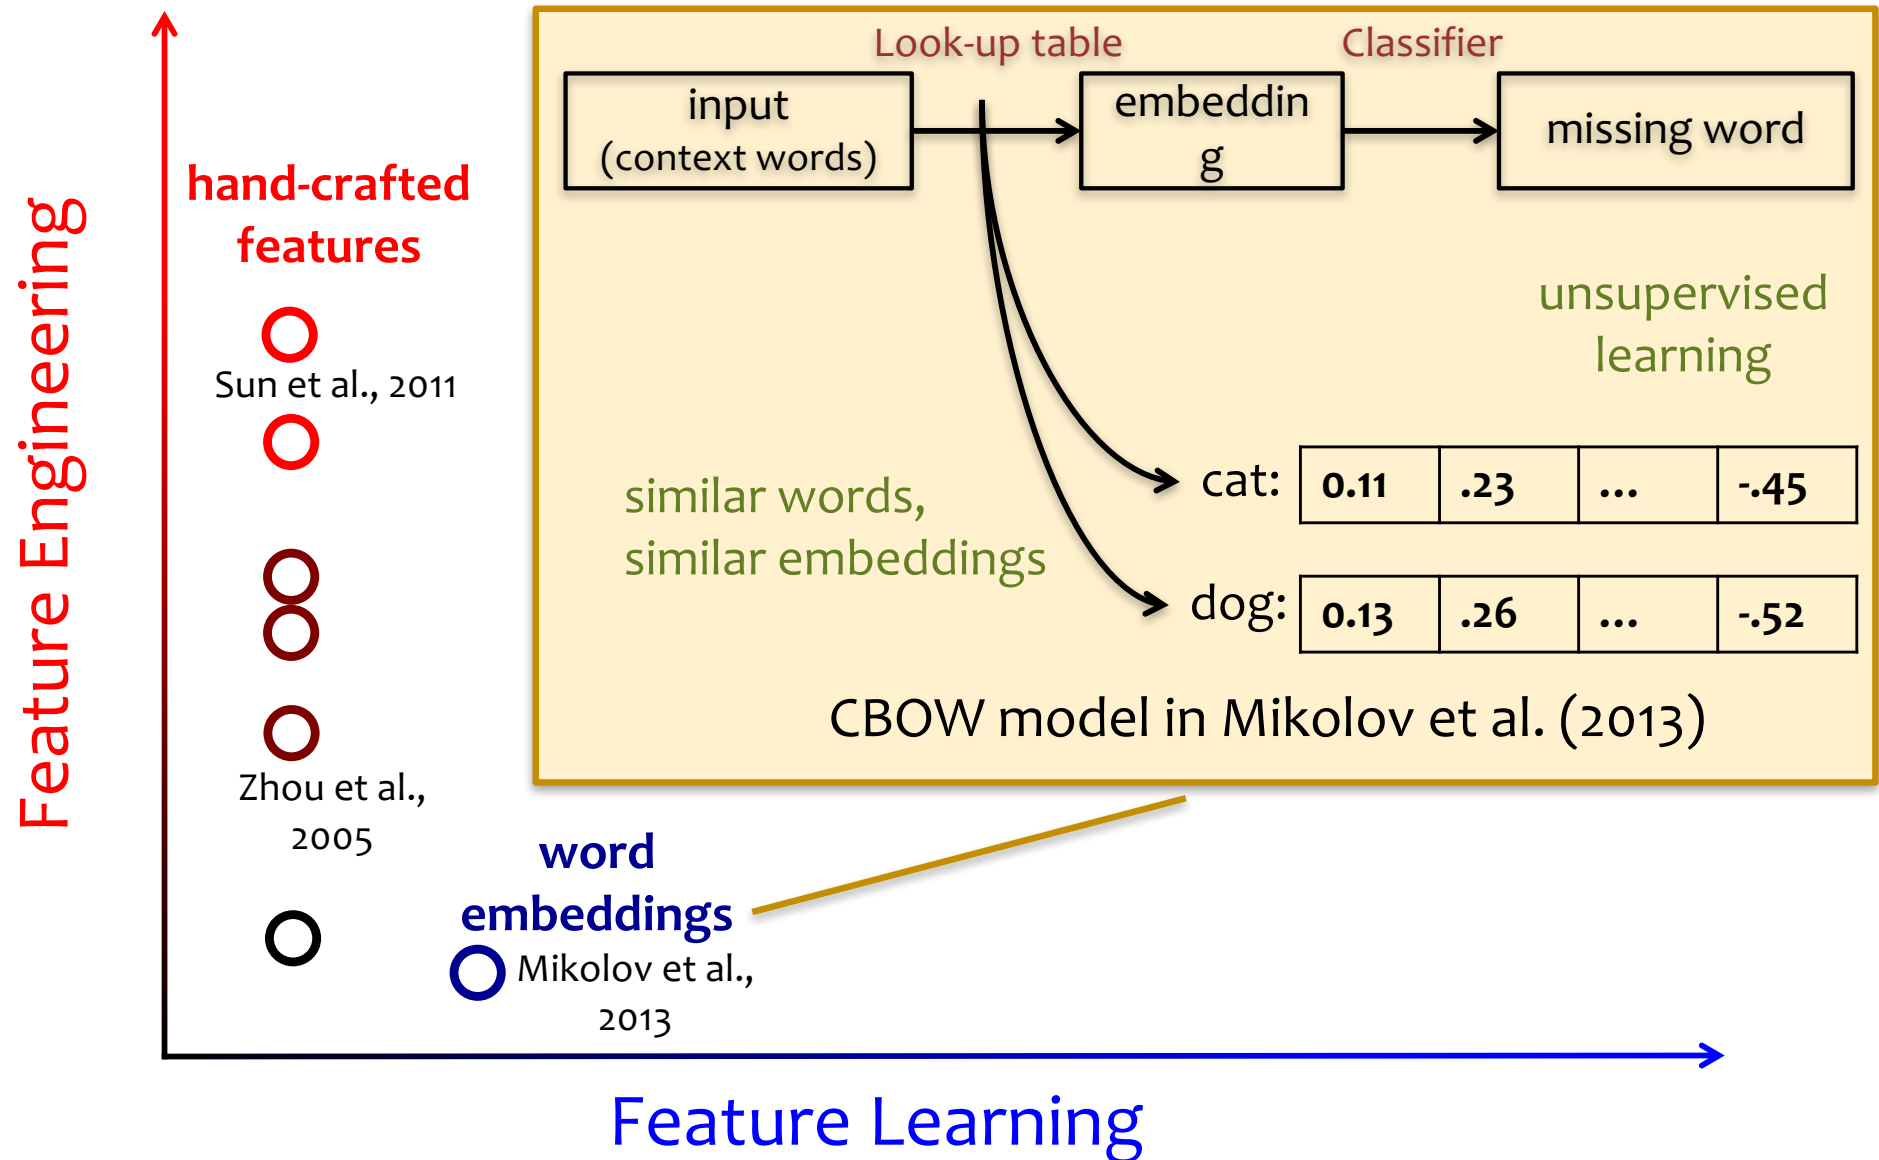 Feature Engineering
hand-crafted
features
Sun et al., 2011
Zhou et al.,
2005
word
embeddings
Mikolov et al.,
2013
Feature Learning
Look-up table
Classifier
input
(context words)
embeddin
g
missing word
unsupervised
learning
similar words,
similar embeddings
cat: 0.11 .23 ... -.45
dog: 0.13 .26 ... -.52
CBOW model in Mikolov et al. (2013)